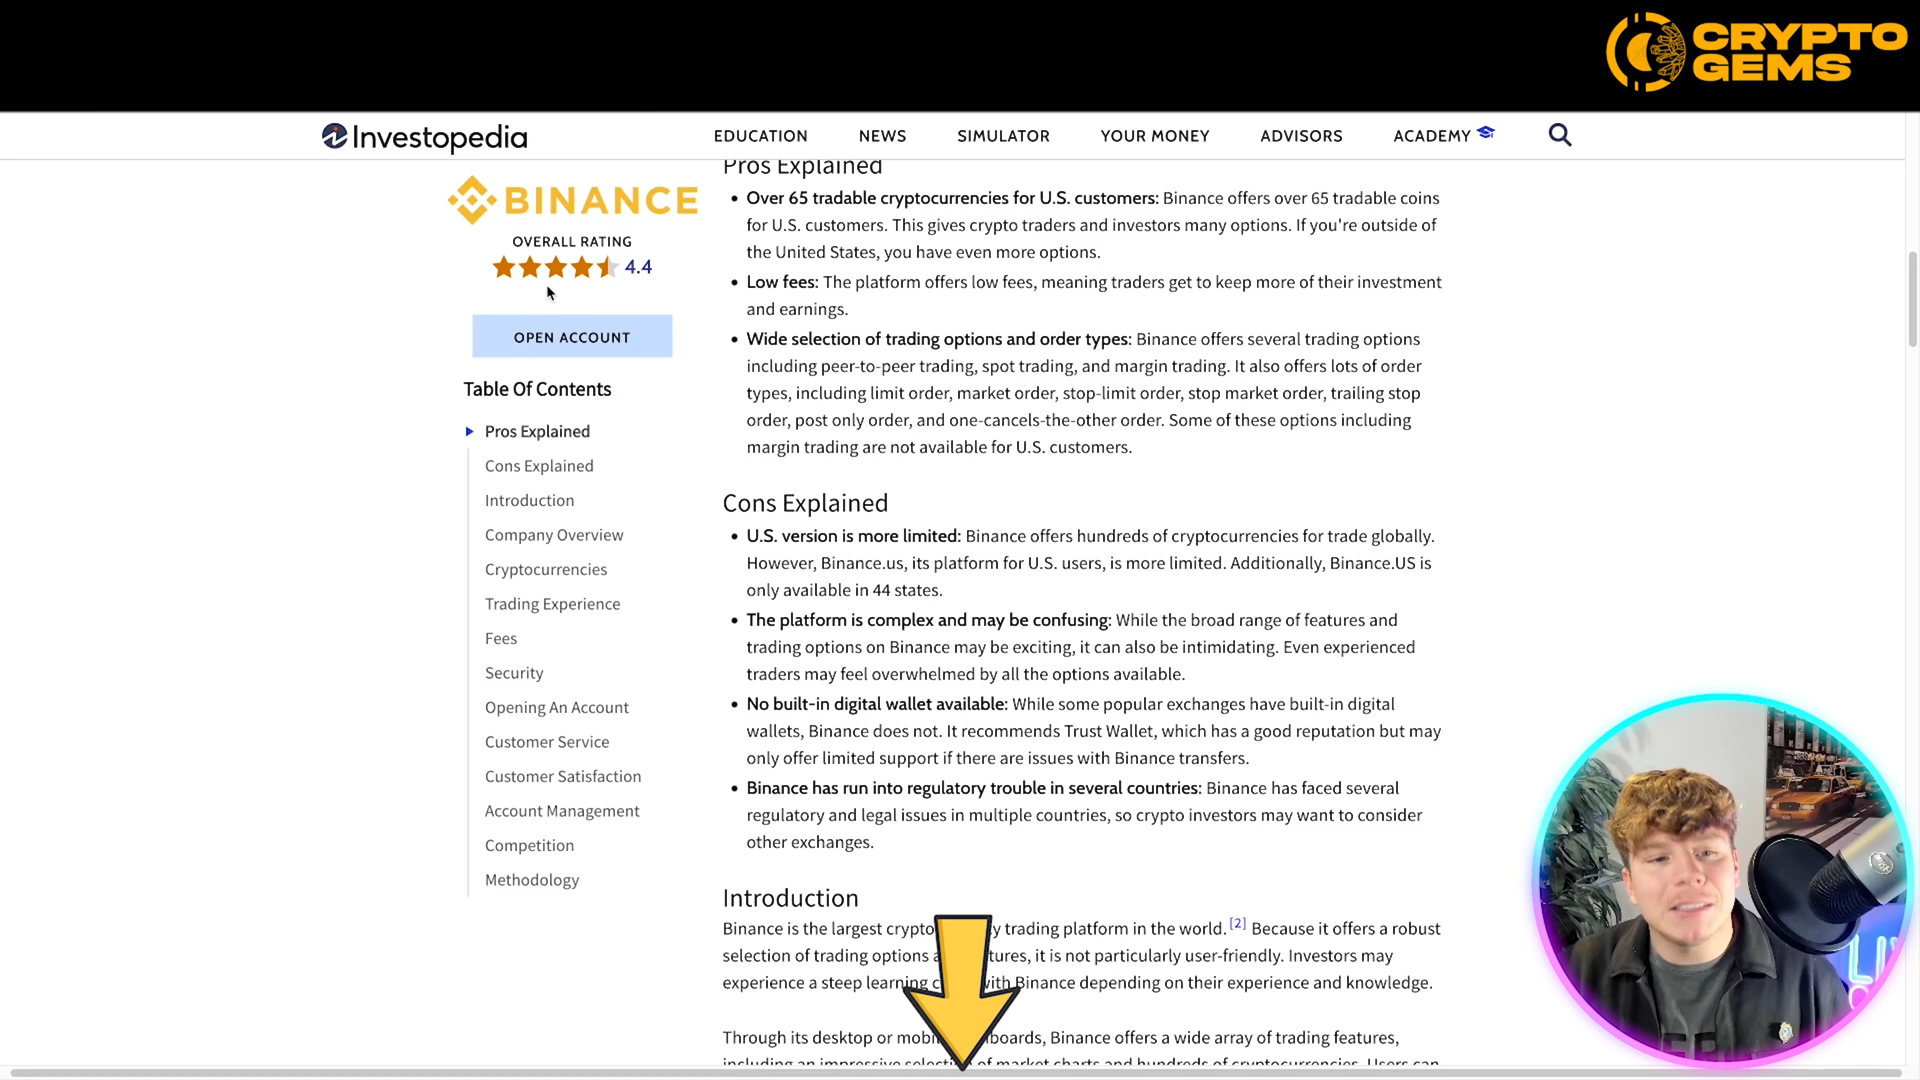 CRYPTO
GEMS
Investopedia
EDUCATION
NEWS
SIMULATOR
YOUR MONEY
ADVISORS
ACADEMY
BINANCE
OVERALL RATING
4.4
OPEN ACCOUNT
Table Of Contents
Pros Explained
Cons Explained
Introduction
Company Overview
Cryptocurrencies
Trading Experience
Fees
Security
Opening An Account
Customer Service
Customer Satisfaction
Account Management
Competition
Methodology
Pros Explained
Over 65 tradable cryptocurrencies for U.S. customers: Binance offers over 65 tradable coins
for U.S. customers. This gives crypto traders and investors many options. If you're outside of
the United States, you have even more options.
Low fees: The platform offers low fees, meaning traders get to keep more of their investment
and earnings.
Wide selection of trading options and order types: Binance offers several trading options
including peer-to-peer trading, spot trading, and margin trading. It also offers lots of order
types, including limit order, market order, stop-limit order, stop market order, trailing stop
order, post only order, and one-cancels-the-other order. Some of these options including
margin trading are not available for U.S. customers.
Cons Explained
U.S. version is more limited: Binance offers hundreds of cryptocurrencies for trade globally.
However, Binance.us, its platform for U.S. users, is more limited. Additionally, Binance.US is
only available in 44 states.
The platform is complex and may be confusing: While the broad range of features and
trading options on Binance may be exciting, it can also be intimidating. Even experienced
traders may feel overwhelmed by all the options available.
No built-in digital wallet available: While some popular exchanges have built-in digital
wallets, Binance does not. It recommends Trust Wallet, which has a good reputation but may
only offer limited support if there are issues with Binance transfers.
Binance has run into regulatory trouble in several countries: Binance has faced several
regulatory and legal issues in multiple countries, so crypto investors may want to consider
other exchanges.
Introduction
Binance is the largest crypto y trading platform in the world. [2] Because it offers a robust
selection of trading options a tures, it is not particularly user-friendly. Investors may
experience a steep learning c with Binance depending on their experience and knowledge.
Through its desktop or mobi boards, Binance offers a wide array of trading features,
including an impressive selecti of market charts and hundreds of cryptocurrencies. Users can